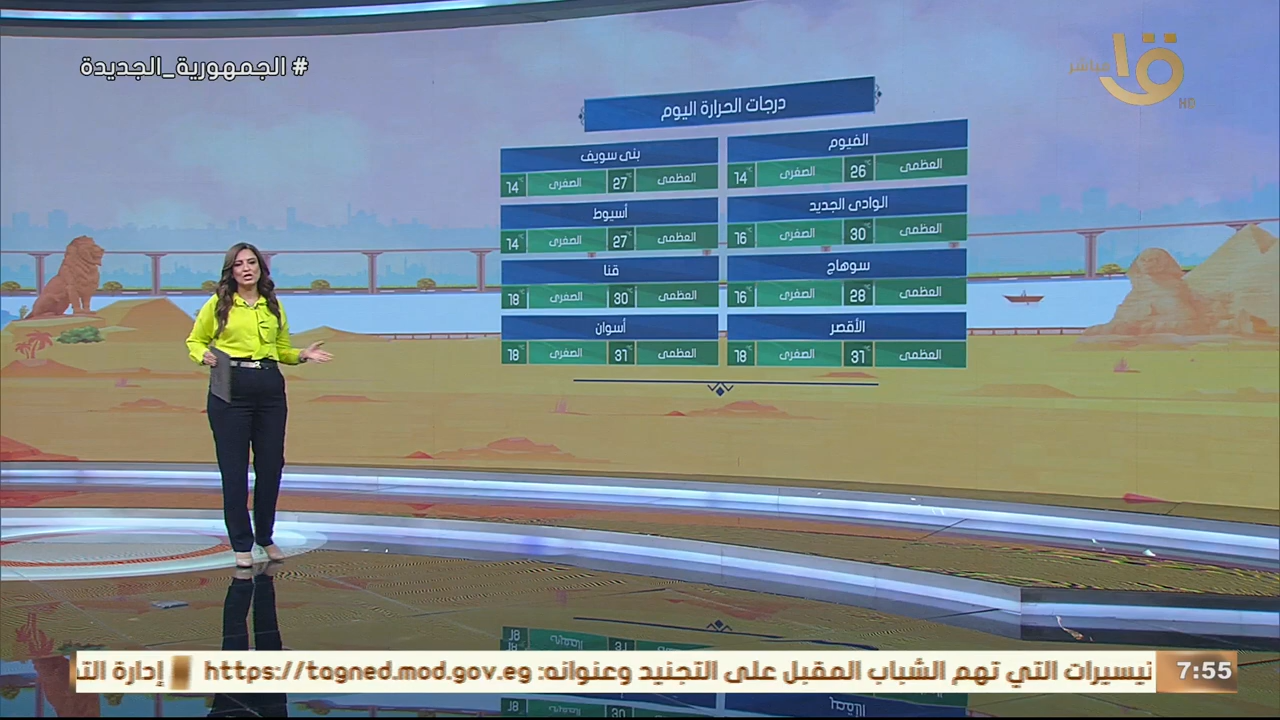 #الجمهورية_الجديدة
مباشر
HD
درجات الحرارة اليوم
الفيوم
العظمى 26°C الصغرى 14°C
بنى سويف
العظمى 27°C الصغرى 14°C
الوادى الجديد
العظمى 30°C الصغرى 16°C
أسيوط
العظمى 27°C الصغرى 14°C
سوهاج
العظمى 28°C الصغرى 16°C
قنا
العظمى 30°C الصغرى 18°C
الأقصر
العظمى 31°C الصغرى 18°C
أسوان
العظمى 31°C الصغرى 18°C
7:55
التي تهم الشباب المقبل على التجنيد وعنوانه: https://tagned.mod.gov.eg إدارة